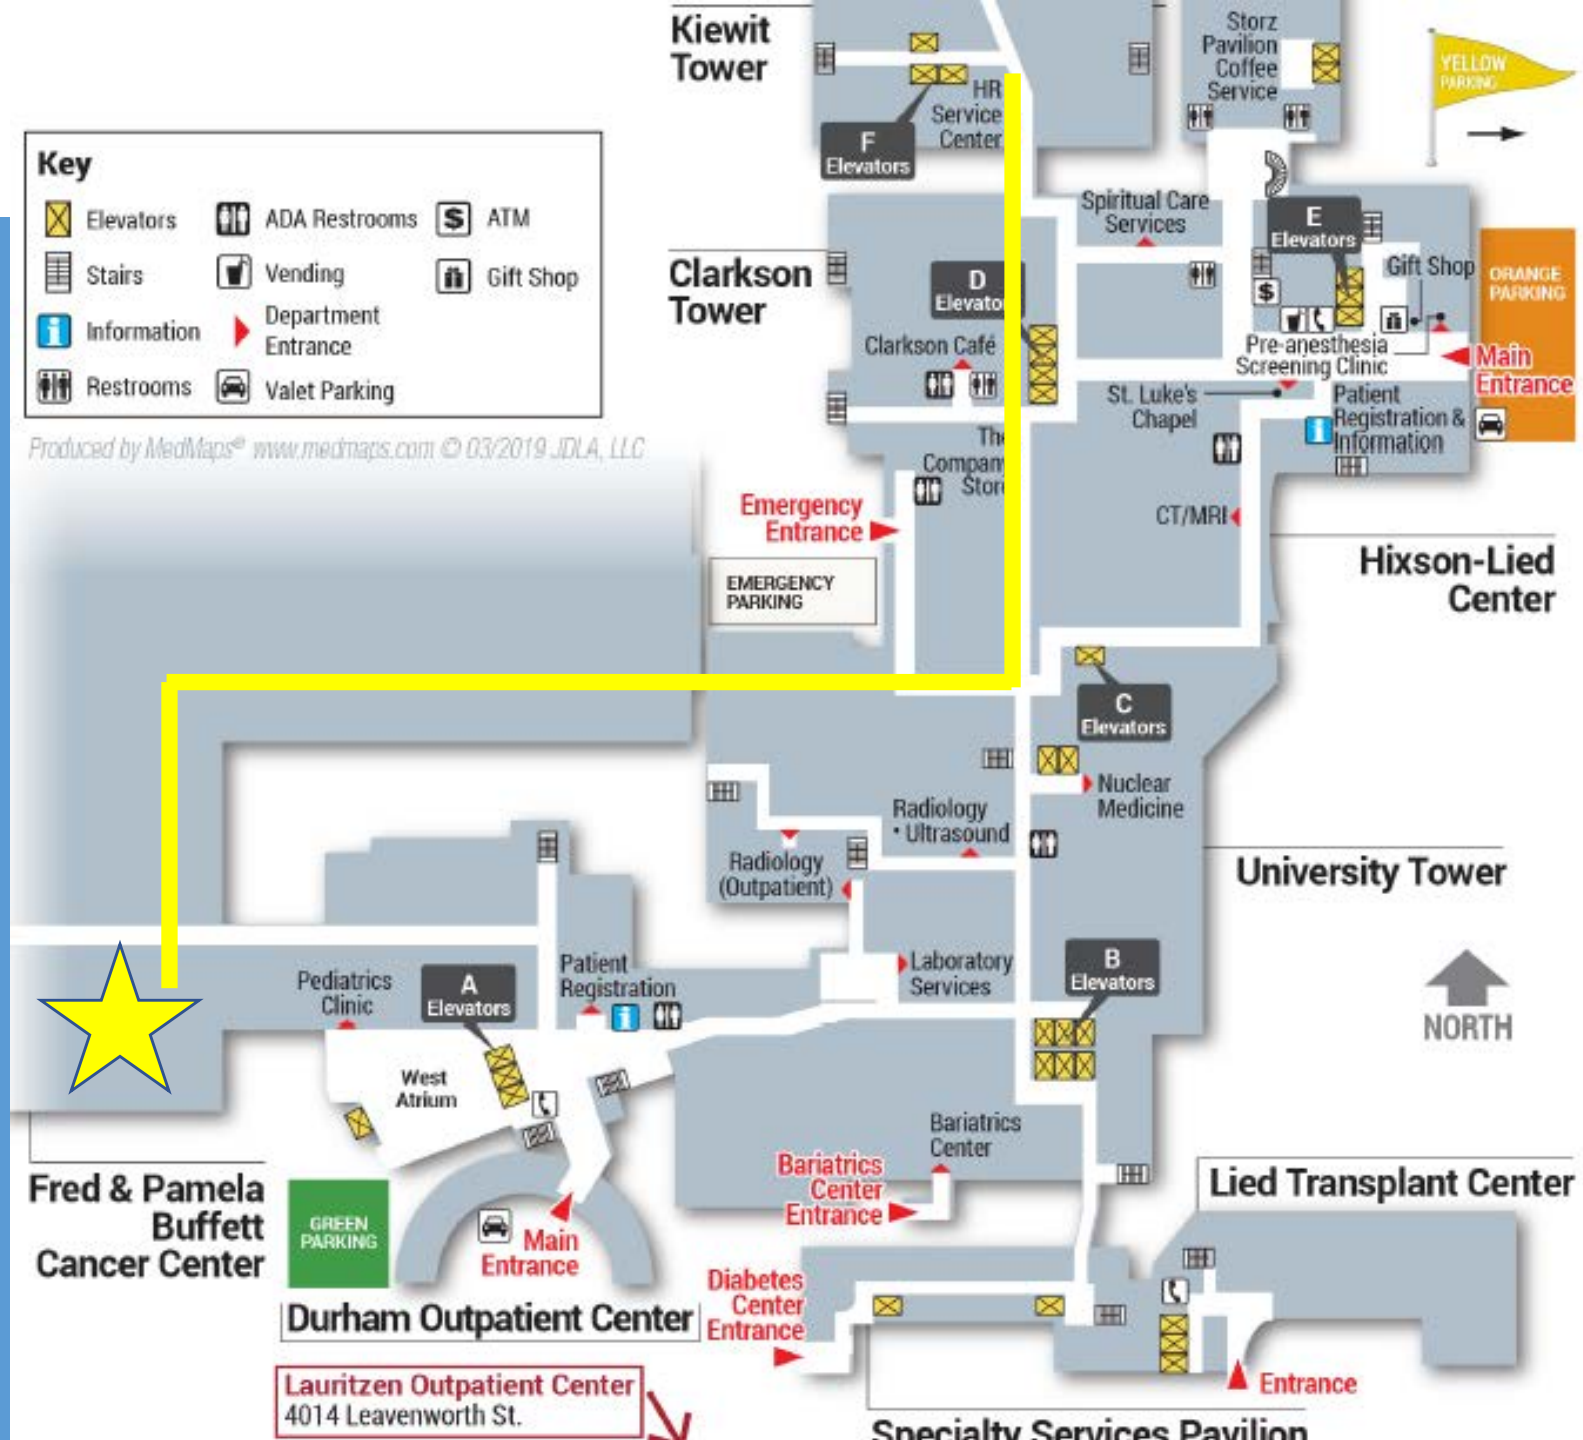 Kiewit
Tower
HR
Service
Center
F
Elevators
Storz
Pavilion
Coffee
Service
YELLOW
PARKING
Key
Elevators
ADA Restrooms
$ ATM
Stairs
Vending
Gift Shop
i Information
Department
Entrance
Restrooms
Valet Parking
Produced by MedMaps® www.medmaps.com © 03/2019 JDLA, LLC
Clarkson
Tower
D
Elevato
Clarkson Café
Spiritual Care
Services
E
Elevators
$
Gift Shop
ORANGE
PARKING
Pre-anesthesia
Screening Clinic
Main
Entrance
St. Luke's
Chapel
Patient
Registration &
Information
i
The
Company
Store
Emergency
Entrance
EMERGENCY
PARKING
CT/MRI
Hixson-Lied
Center
C
Elevators
Nuclear
Medicine
Radiology
• Ultrasound
Radiology
(Outpatient)
University Tower
Laboratory
Services
B
Elevators
NORTH
Pediatrics
Clinic
A
Elevators
Patient
Registration
i
West
Atrium
Bariatrics
Center
Bariatrics
Center
Entrance
Fred & Pamela
Buffett
Cancer Center
GREEN
PARKING
Main
Entrance
Durham Outpatient Center
Diabetes
Center
Entrance
Lied Transplant Center
Entrance
Lauritzen Outpatient Center
4014 Leavenworth St.
Specialty Services Pavilion